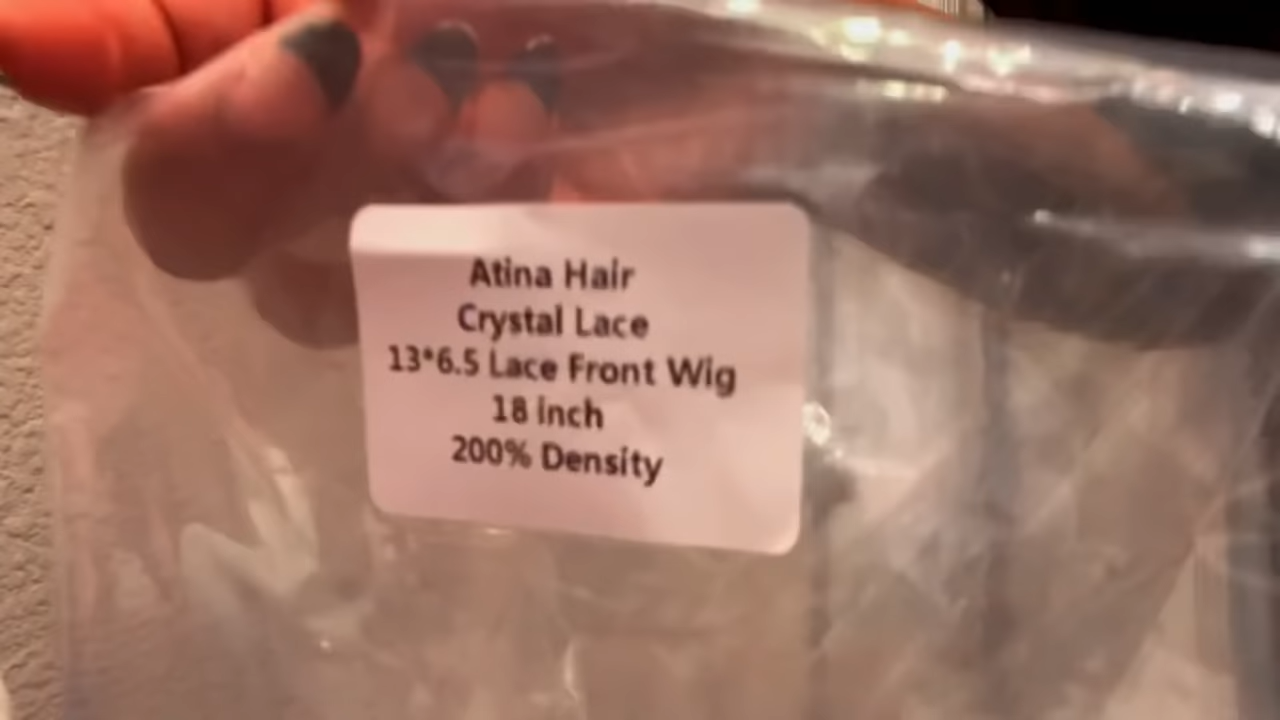 Atina Hair
Crystal Lace
13*6.5 Lace Front Wig
18 inch
200% Density